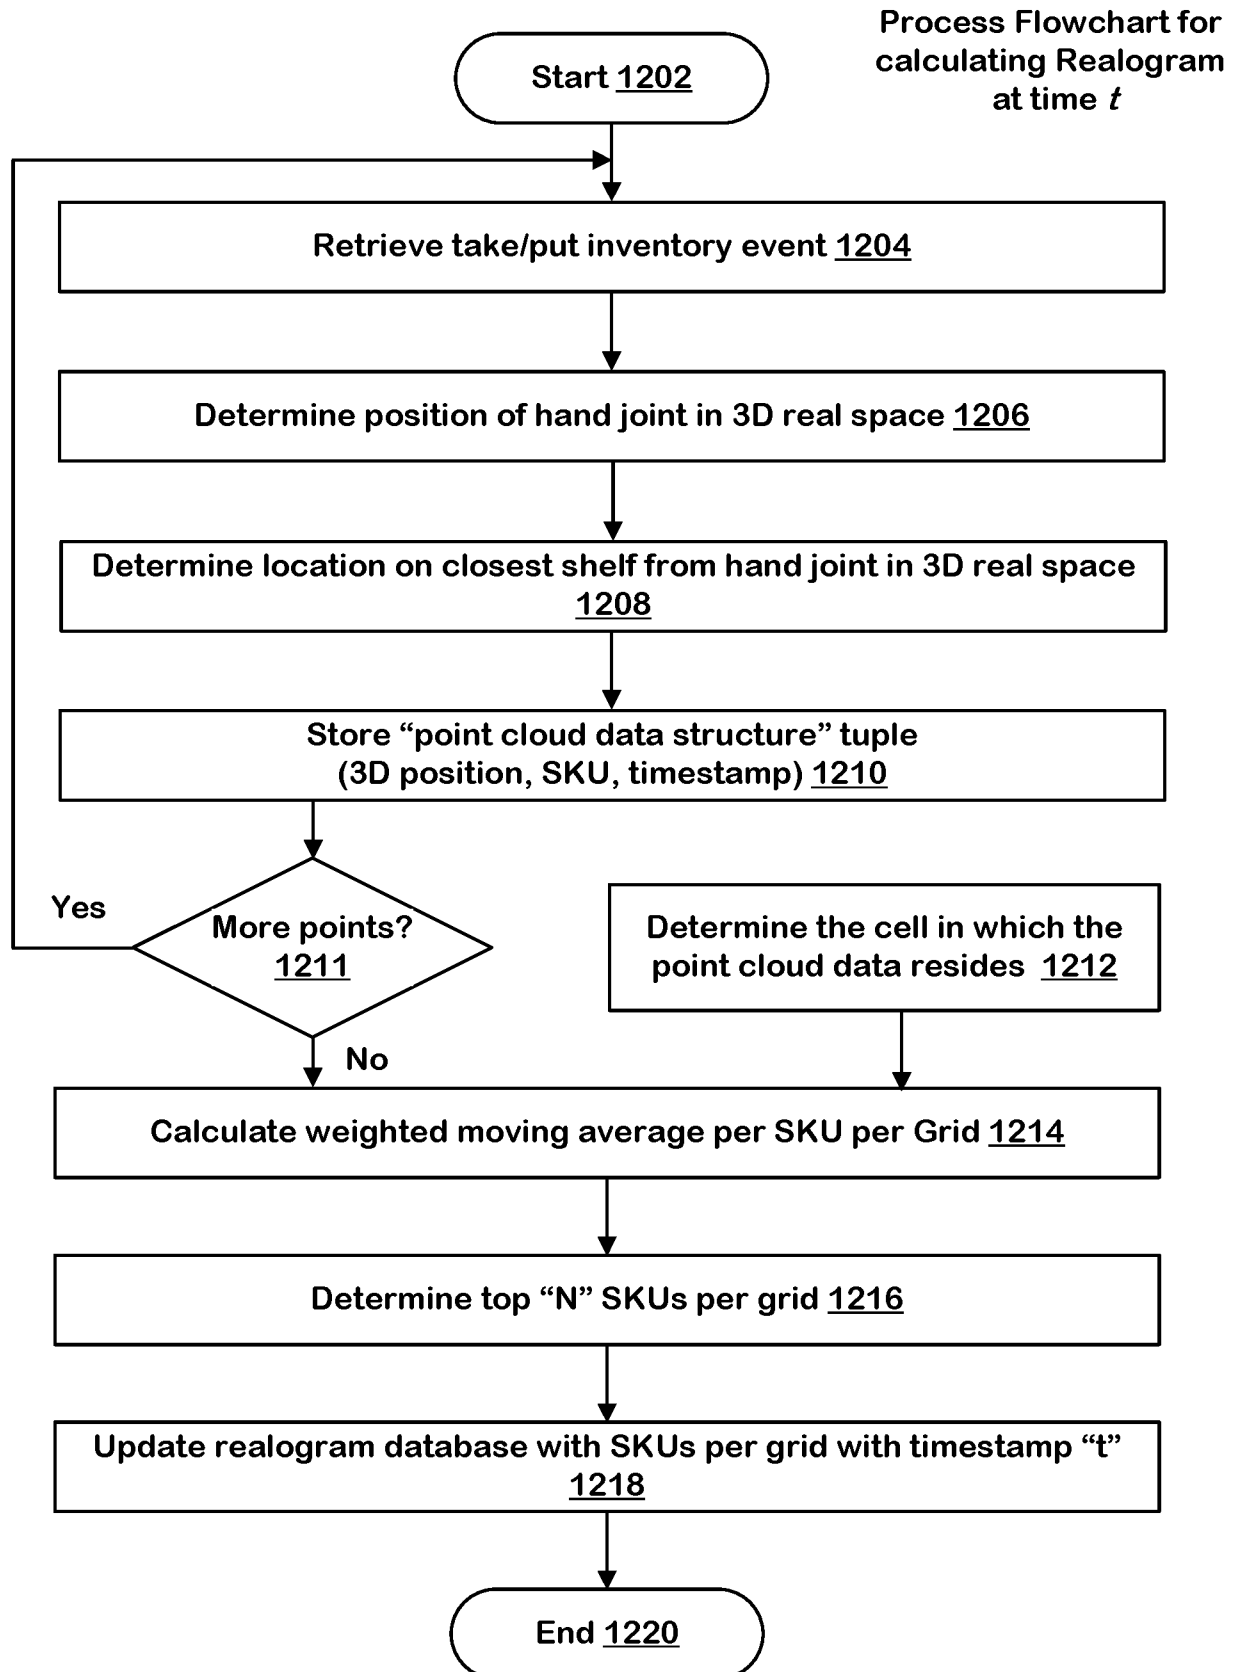 Process Flowchart for
calculating Realogram
at time t
Start 1202
Retrieve take/put inventory event 1204
Determine position of hand joint in 3D real space 1206
Determine location on closest shelf from hand joint in 3D real space
1208
Store “point cloud data structure” tuple
(3D position, SKU, timestamp) 1210
Yes
More points?
1211
Determine the cell in which the
point cloud data resides 1212
No
Calculate weighted moving average per SKU per Grid 1214
Determine top “N” SKUs per grid 1216
Update realogram database with SKUs per grid with timestamp “t”
1218
End 1220